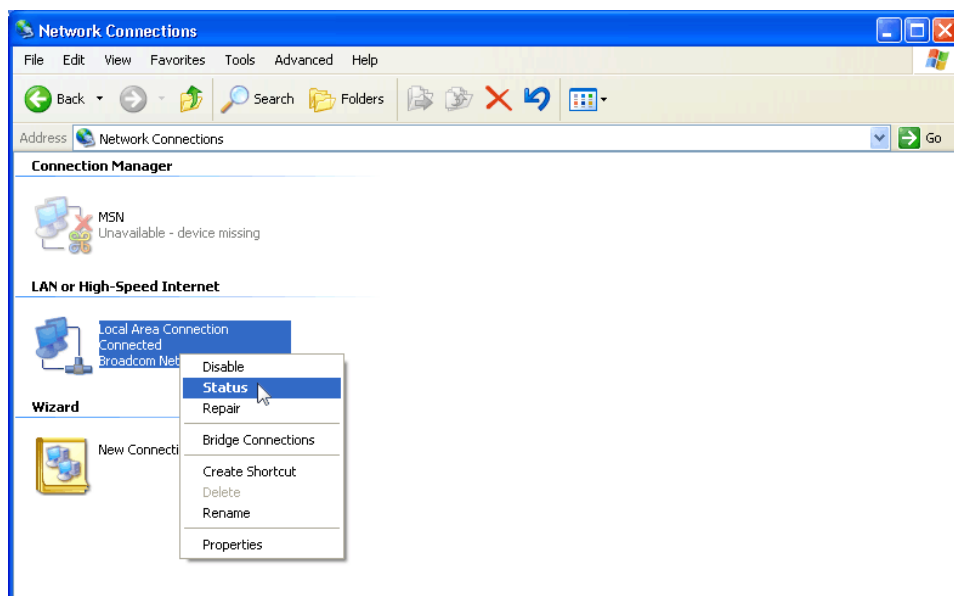 Network Connections
File Edit View Favorites Tools Advanced Help
Back Search Folders
Address Network Connections Go
Connection Manager
MSN
Unavailable - device missing
LAN or High-Speed Internet
Local Area Connection
Connected
Broadcom Net
Disable
Status
Repair
Bridge Connections
Create Shortcut
Delete
Rename
Properties
Wizard
New Connecti